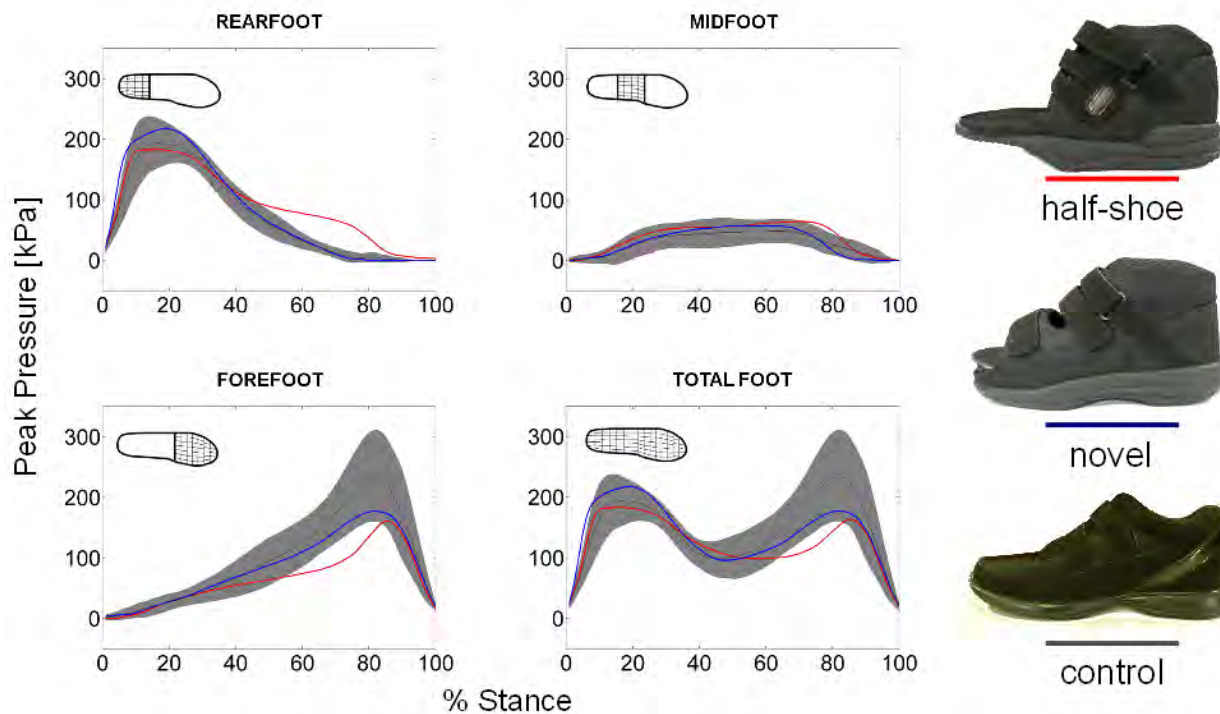 REARFOOT
MIDFOOT
300
200
100
0
0 20 40 60 80 100
300
200
100
0
0 20 40 60 80 100
FOREFOOT
TOTAL FOOT
300
200
100
0
0 20 40 60 80 100
300
200
100
0
0 20 40 60 80 100
Peak Pressure [kPa]
% Stance
half-shoe
novel
control